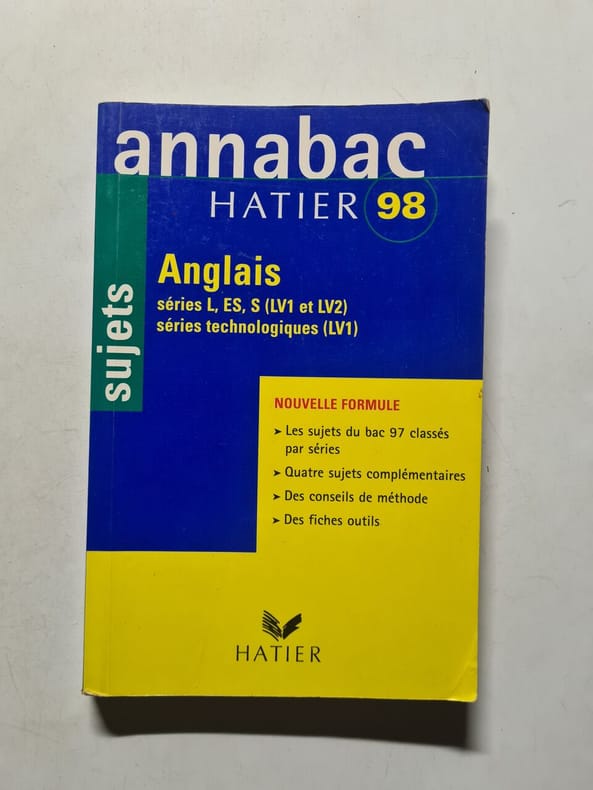 annabac
HATIER 98
sujets
Anglais
séries L, ES, S (LV1 et LV2)
séries technologiques (LV1)
NOUVELLE FORMULE
➤ Les sujets du bac 97 classés
par séries
➤ Quatre sujets complémentaires
➤ Des conseils de méthode
➤ Des fiches outils
HATIER